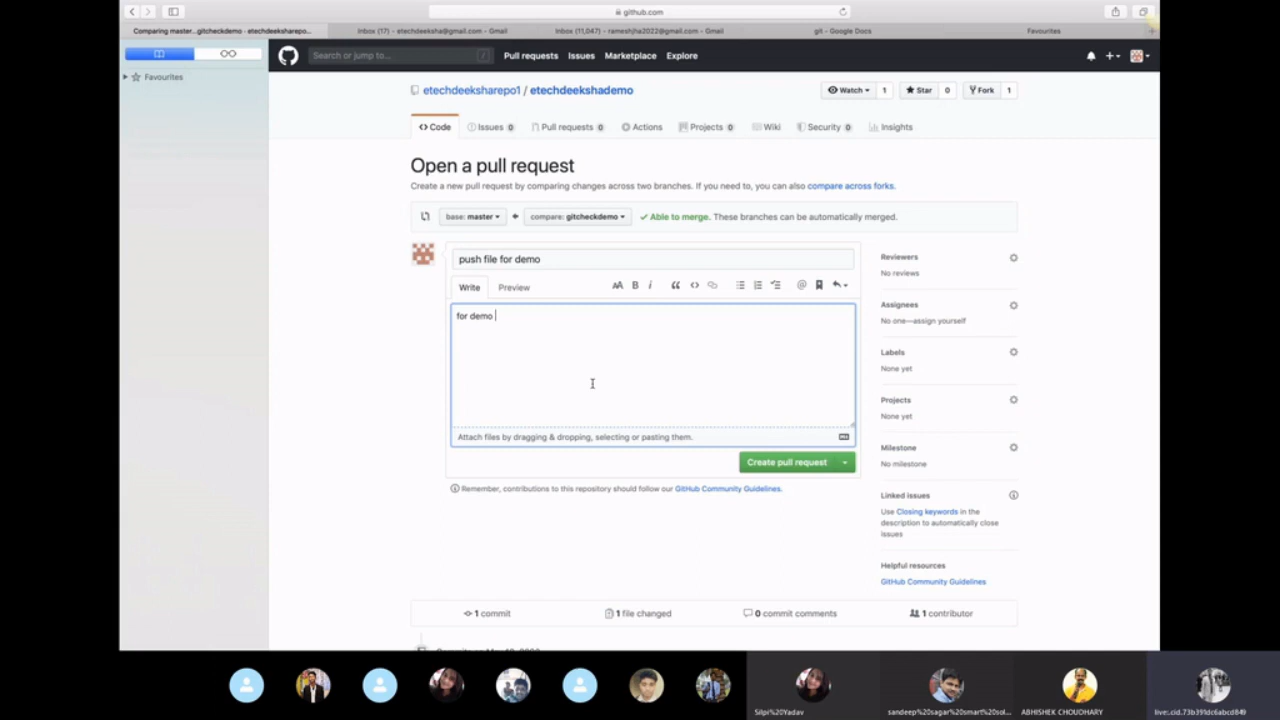 github.com
Comparing master...gitcheckdemo · etechdeeksharepo...
Inbox (17) - etechdeeksha@gmail.com - Gmail
Inbox (11,047) - rameshjha2022@gmail.com - Gmail
git - Google Docs
Favourites
Favourites
Search or jump to...
/
Pull requests
Issues
Marketplace
Explore
etechdeeksharepo1 / etechdeekshademo
Watch 1
Star 0
Fork 1
Code
Issues 0
Pull requests 0
Actions
Projects 0
Wiki
Security 0
Insights
Open a pull request
Create a new pull request by comparing changes across two branches. If you need to, you can also compare across forks.
base: master
compare: gitcheckdemo
Able to merge. These branches can be automatically merged.
push file for demo
Write
Preview
AA B i
for demo
Attach files by dragging & dropping, selecting or pasting them.
Create pull request
Remember, contributions to this repository should follow our GitHub Community Guidelines.
Reviewers
No reviews
Assignees
No one—assign yourself
Labels
None yet
Projects
None yet
Milestone
No milestone
Linked issues
Use Closing keywords in the
description to automatically close
issues
Helpful resources
GitHub Community Guidelines
1 commit
1 file changed
0 commit comments
1 contributor
Silpi%20Yadav
sandeep%20sagar%20smart%20sol...
ABHISHEK CHOUDHARY
live:.cid.73b391dc6abcd849